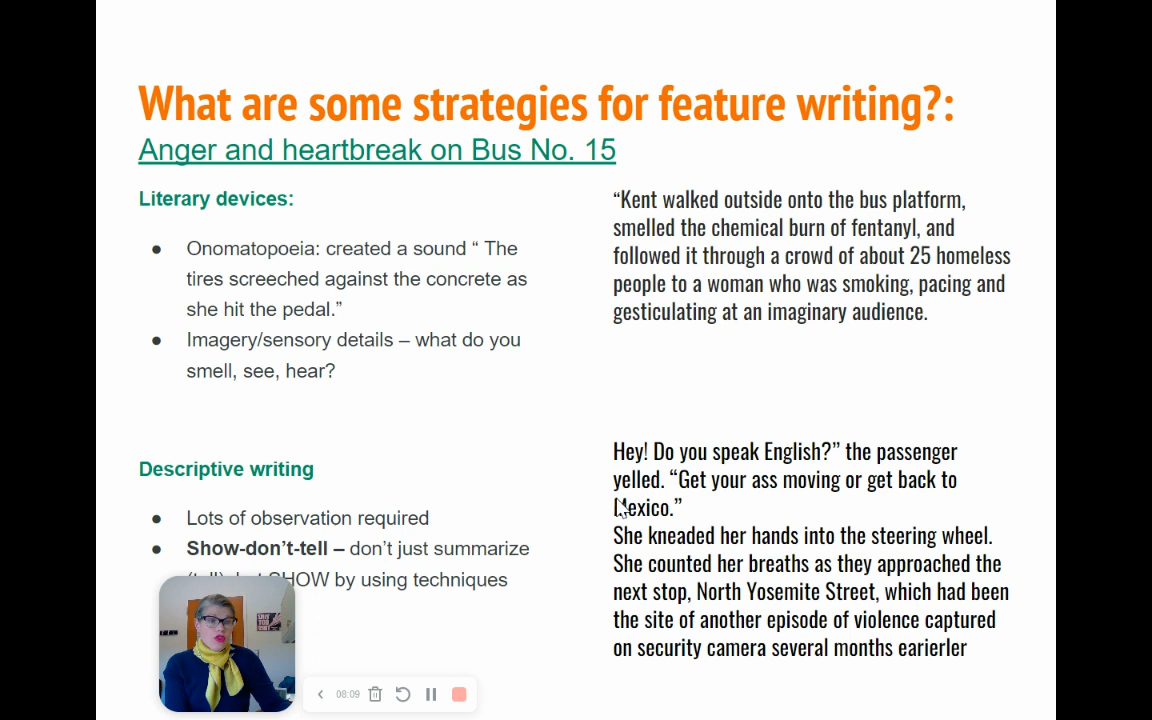 What are some strategies for feature writing?:
Anger and heartbreak on Bus No. 15
Literary devices:
● Onomatopoeia: created a sound “ The
tires screeched against the concrete as
she hit the pedal.”
● Imagery/sensory details – what do you
smell, see, hear?
Descriptive writing
● Lots of observation required
● Show-don’t-tell – don’t just summarize
SHOW by using techniques
“Kent walked outside onto the bus platform,
smelled the chemical burn of fentanyl, and
followed it through a crowd of about 25 homeless
people to a woman who was smoking, pacing and
gesticulating at an imaginary audience.
Hey! Do you speak English?” the passenger
yelled. “Get your ass moving or get back to
Mexico.”
She kneaded her hands into the steering wheel.
She counted her breaths as they approached the
next stop, North Yosemite Street, which had been
the site of another episode of violence captured
on security camera several months earierler
08:09